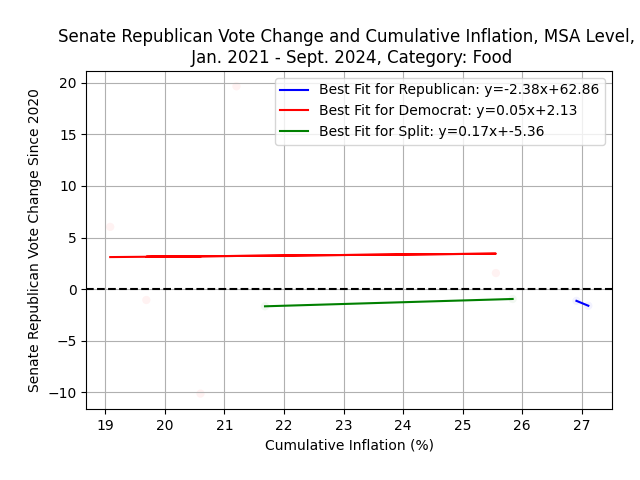 Senate Republican Vote Change and Cumulative Inflation, MSA Level,
Jan. 2021 - Sept. 2024, Category: Food
Best Fit for Republican: y=-2.38x+62.86
Best Fit for Democrat: y=0.05x+2.13
Best Fit for Split: y=0.17x+-5.36
Senate Republican Vote Change Since 2020
20
15
10
5
0
−5
−10
19 20 21 22 23 24 25 26 27
Cumulative Inflation (%)